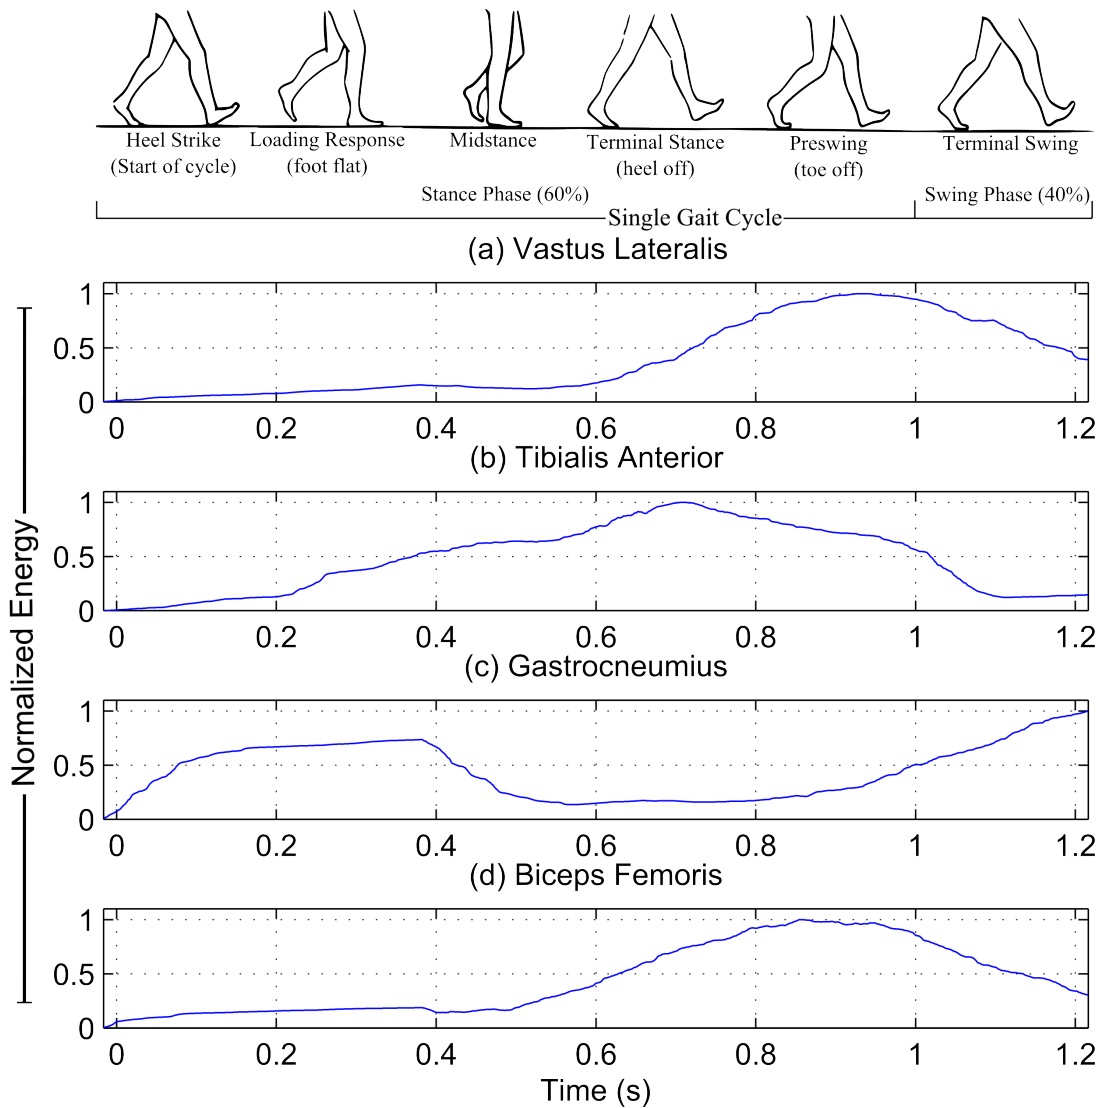 Heel Strike Loading Response Midstance Terminal Stance Preswing Terminal Swing
(Start of cycle) (foot flat) (heel off) (toe off)
Stance Phase (60%) Swing Phase (40%)
Single Gait Cycle
(a) Vastus Lateralis
1
0.5
0
0 0.2 0.4 0.6 0.8 1 1.2
(b) Tibialis Anterior
1
0.5
0
0 0.2 0.4 0.6 0.8 1 1.2
(c) Gastrocneumius
1
0.5
0
0 0.2 0.4 0.6 0.8 1 1.2
(d) Biceps Femoris
1
0.5
0
0 0.2 0.4 0.6 0.8 1 1.2
Time (s)
Normalized Energy